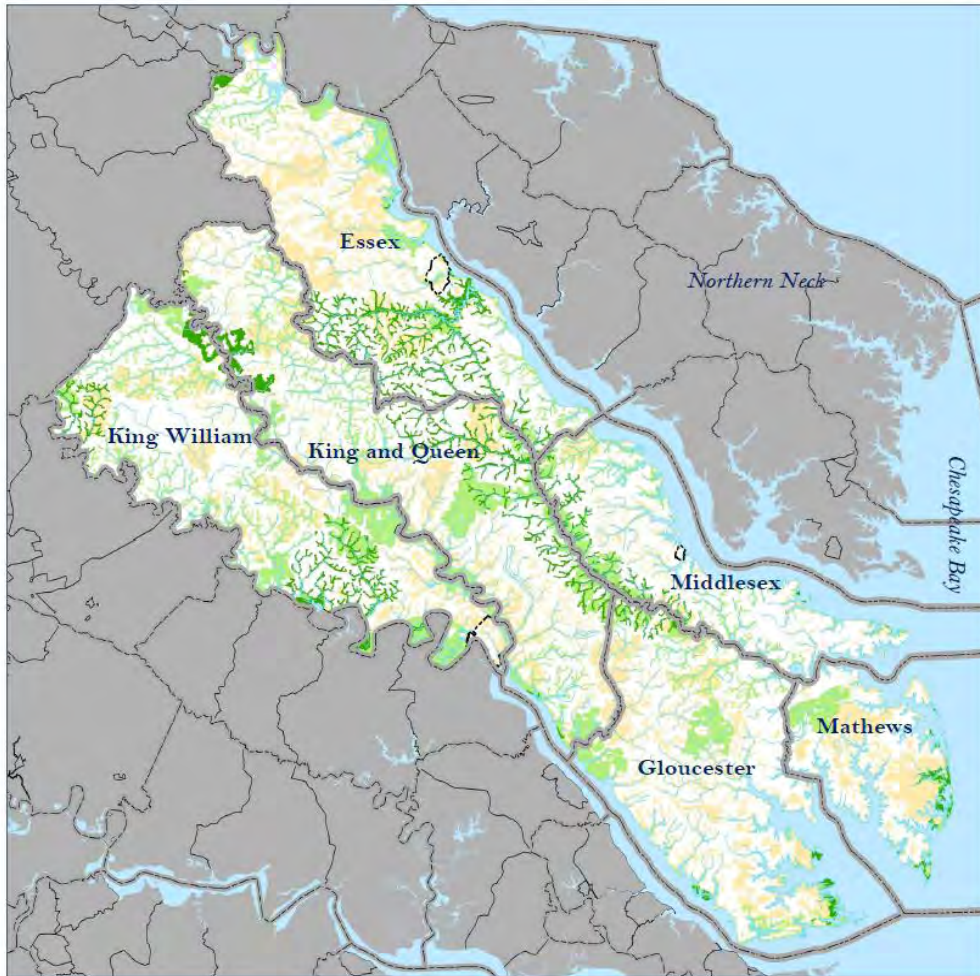 Essex
Northern Neck
King William
King and Queen
Chesapeake Bay
Middlesex
Mathews
Gloucester